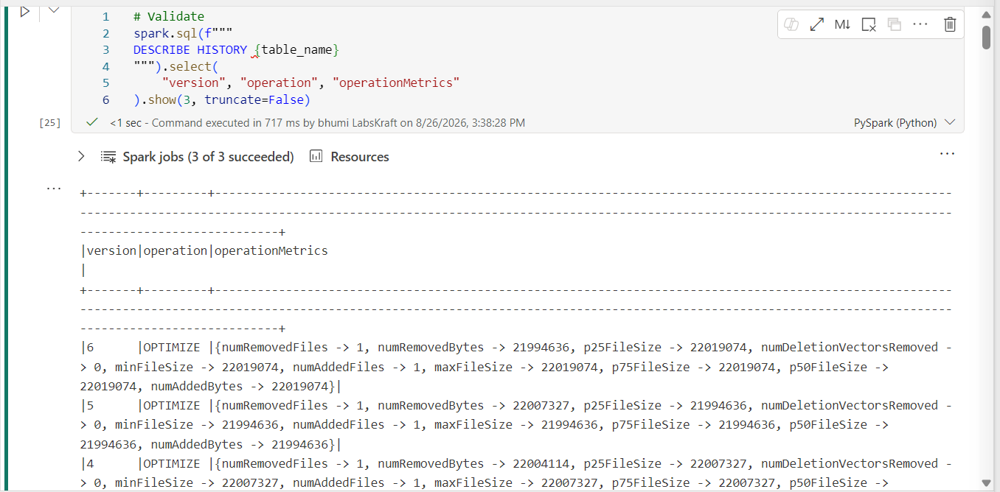 1 # Validate
2 spark.sql(f"""
3 DESCRIBE HISTORY {table_name}
4 """).select(
5     "version", "operation", "operationMetrics"
6 ).show(3, truncate=False)
M↓
[25] <1 sec - Command executed in 717 ms by bhumi LabsKraft on 8/26/2026, 3:38:28 PM PySpark (Python)
Spark jobs (3 of 3 succeeded) Resources
+-------+---------+--------------------------------------------------------------------------------------------------------
---------------------------------------------------------------------------------------------------------------------------
----------------------------+
|version|operation|operationMetrics
|
+-------+---------+--------------------------------------------------------------------------------------------------------
---------------------------------------------------------------------------------------------------------------------------
----------------------------+
|6      |OPTIMIZE |{numRemovedFiles -> 1, numRemovedBytes -> 21994636, p25FileSize -> 22019074, numDeletionVectorsRemoved -
> 0, minFileSize -> 22019074, numAddedFiles -> 1, maxFileSize -> 22019074, p75FileSize -> 22019074, p50FileSize ->
22019074, numAddedBytes -> 22019074}|
|5      |OPTIMIZE |{numRemovedFiles -> 1, numRemovedBytes -> 22007327, p25FileSize -> 21994636, numDeletionVectorsRemoved -
> 0, minFileSize -> 21994636, numAddedFiles -> 1, maxFileSize -> 21994636, p75FileSize -> 21994636, p50FileSize ->
21994636, numAddedBytes -> 21994636}|
|4      |OPTIMIZE |{numRemovedFiles -> 1, numRemovedBytes -> 22004114, p25FileSize -> 22007327, numDeletionVectorsRemoved -
> 0, minFileSize -> 22007327, numAddedFiles -> 1, maxFileSize -> 22007327, p75FileSize -> 22007327, p50FileSize ->